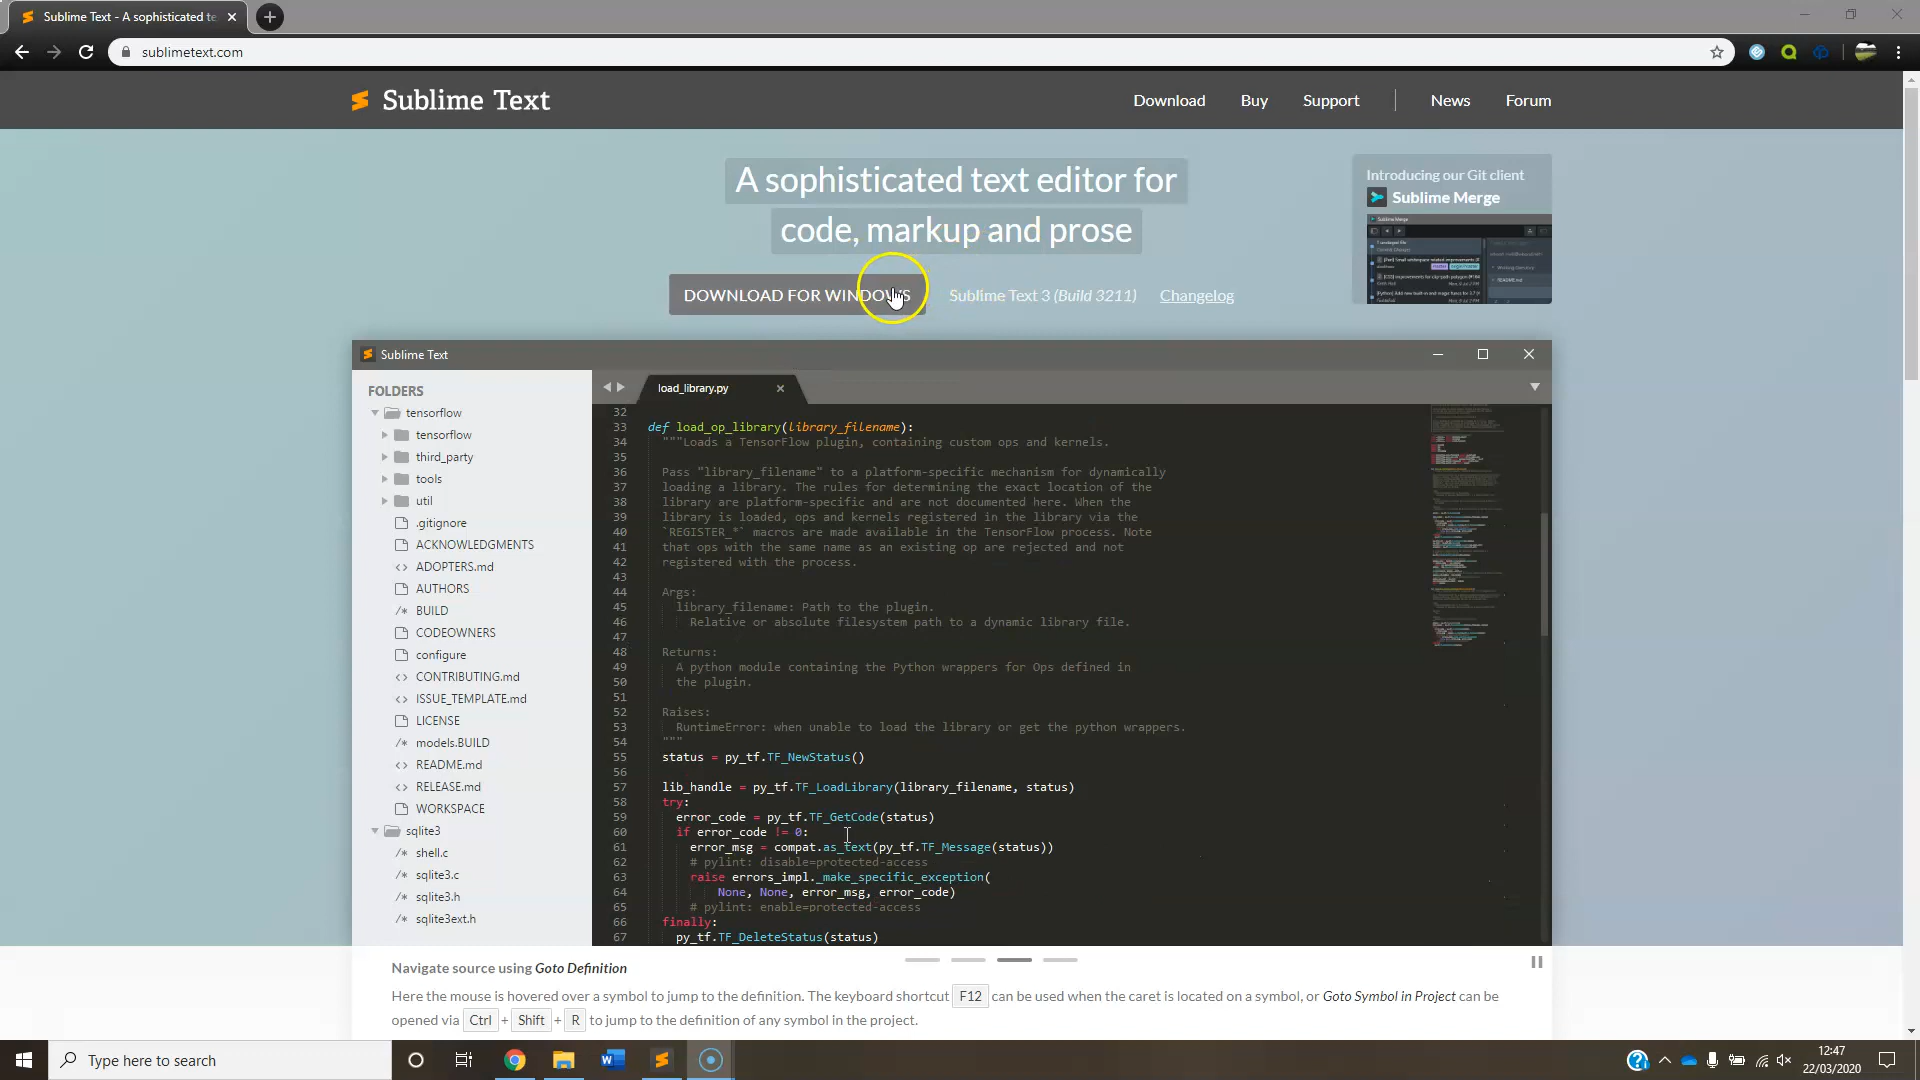 Sublime Text - A sophisticated te
sublimetext.com
Sublime Text
Download Buy Support News Forum
A sophisticated text editor for
code, markup and prose
Introducing our Git client
Sublime Merge
DOWNLOAD FOR WINDOWS
Sublime Text 3 (Build 3211)
Changelog
Sublime Text
FOLDERS
tensorflow
tensorflow
third_party
tools
util
.gitignore
ACKNOWLEDGMENTS
ADOPTERS.md
AUTHORS
BUILD
CODEOWNERS
configure
CONTRIBUTING.md
ISSUE_TEMPLATE.md
LICENSE
models.BUILD
README.md
RELEASE.md
WORKSPACE
sqlite3
shell.c
sqlite3.c
sqlite3.h
sqlite3ext.h
load_library.py
32
33 def load_op_library(library_filename):
34 """Loads a TensorFlow plugin, containing custom ops and kernels.
35
36 Pass "library_filename" to a platform-specific mechanism for dynamically
37 loading a library. The rules for determining the exact location of the
38 library are platform-specific and are not documented here. When the
39 library is loaded, ops and kernels registered in the library via the
40 `REGISTER_*` macros are made available in the TensorFlow process. Note
41 that ops with the same name as an existing op are rejected and not
42 registered with the process.
43
44 Args:
45 library_filename: Path to the plugin.
46 Relative or absolute filesystem path to a dynamic library file.
47
48 Returns:
49 A python module containing the Python wrappers for Ops defined in
50 the plugin.
51
52 Raises:
53 RuntimeError: when unable to load the library or get the python wrappers.
54 """
55 status = py_tf.TF_NewStatus()
56
57 lib_handle = py_tf.TF_LoadLibrary(library_filename, status)
58 try:
59 error_code = py_tf.TF_GetCode(status)
60 if error_code != 0:
61 error_msg = compat.as_text(py_tf.TF_Message(status))
62 # pylint: disable=protected-access
63 raise errors_impl._make_specific_exception(
64 None, None, error_msg, error_code)
65 # pylint: enable=protected-access
66 finally:
67 py_tf.TF_DeleteStatus(status)
Navigate source using Goto Definition
Here the mouse is hovered over a symbol to jump to the definition. The keyboard shortcut F12 can be used when the caret is located on a symbol, or Goto Symbol in Project can be
opened via Ctrl + Shift + R to jump to the definition of any symbol in the project.
Type here to search
12:47
22/03/2020